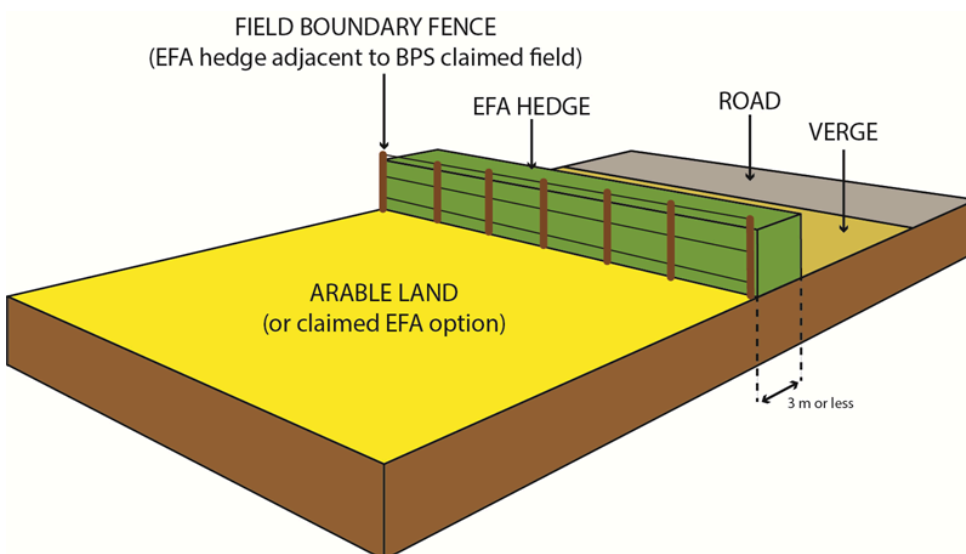 FIELD BOUNDARY FENCE
(EFA hedge adjacent to BPS claimed field)
EFA HEDGE
ROAD
VERGE
ARABLE LAND
(or claimed EFA option)
3 m or less